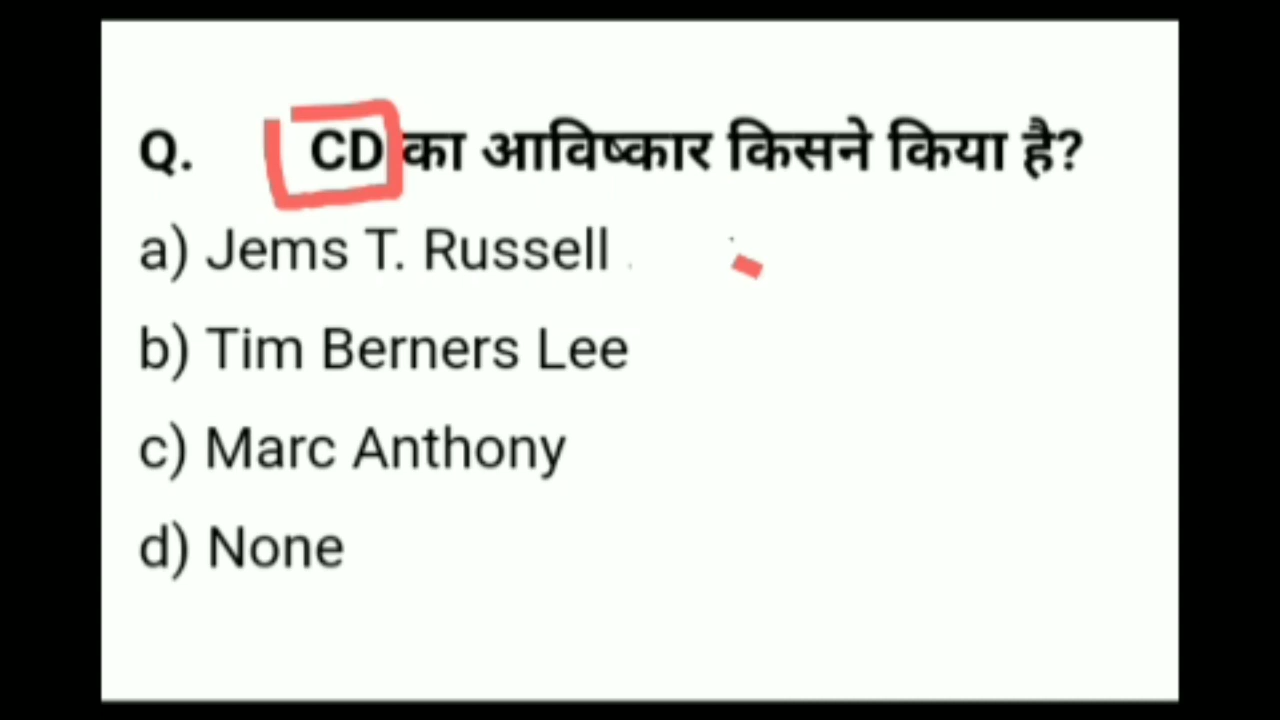 Q. CD का आविष्कार किसने किया है?
a) Jems T. Russell
b) Tim Berners Lee
c) Marc Anthony
d) None